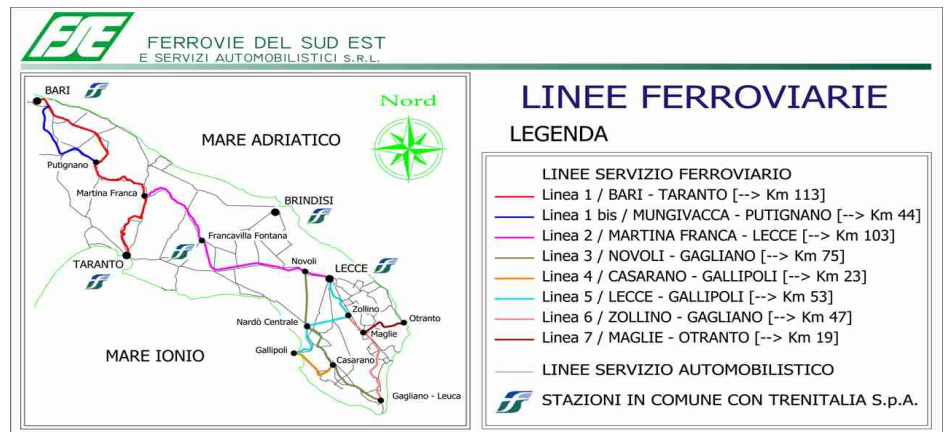 FSE
FERROVIE DEL SUD EST
E SERVIZI AUTOMOBILISTICI S.R.L.
BARI
Nord
MARE ADRIATICO
Putignano
Martina Franca
BRINDISI
Francavilla Fontana
TARANTO
Novoli
LECCE
Zollino
Otranto
Nardò Centrale
Maglie
MARE IONIO
Gallipoli
Casarano
Gagliano - Leuca
LINEE FERROVIARIE
LEGENDA
LINEE SERVIZIO FERROVIARIO
Linea 1 / BARI - TARANTO [--> Km 113]
Linea 1 bis / MUNGIVACCA - PUTIGNANO [--> Km 44]
Linea 2 / MARTINA FRANCA - LECCE [--> Km 103]
Linea 3 / NOVOLI - GAGLIANO [--> Km 75]
Linea 4 / CASARANO - GALLIPOLI [--> Km 23]
Linea 5 / LECCE - GALLIPOLI [--> Km 53]
Linea 6 / ZOLLINO - GAGLIANO [--> Km 47]
Linea 7 / MAGLIE - OTRANTO [--> Km 19]
LINEE SERVIZIO AUTOMOBILISTICO
STAZIONI IN COMUNE CON TRENITALIA S.p.A.